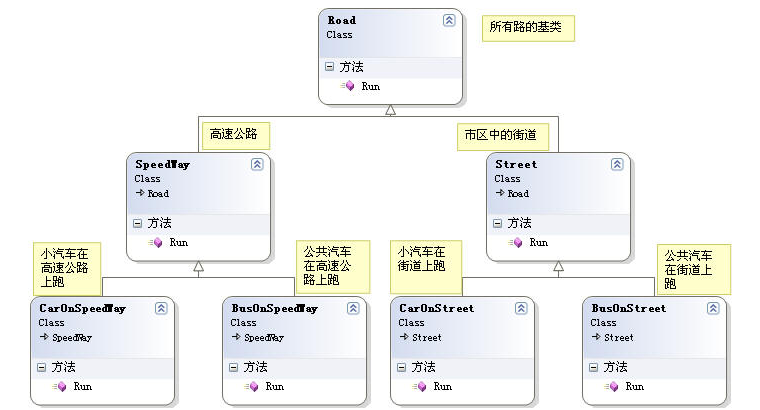 Road
Class
方法
Run
所有路的基类
高速公路
市区中的街道
SpeedWay
Class
Road
方法
Run
Street
Class
Road
方法
Run
小汽车在
高速公路
上跑
公共汽车
在高速公
路上跑
小汽车在
街道上跑
公共汽车
在街道上
跑
CarOnSpeedWay
Class
SpeedWay
方法
Run
BusOnSpeedWay
Class
SpeedWay
方法
Run
CarOnStreet
Class
Street
方法
Run
BusOnStreet
Class
Street
方法
Run